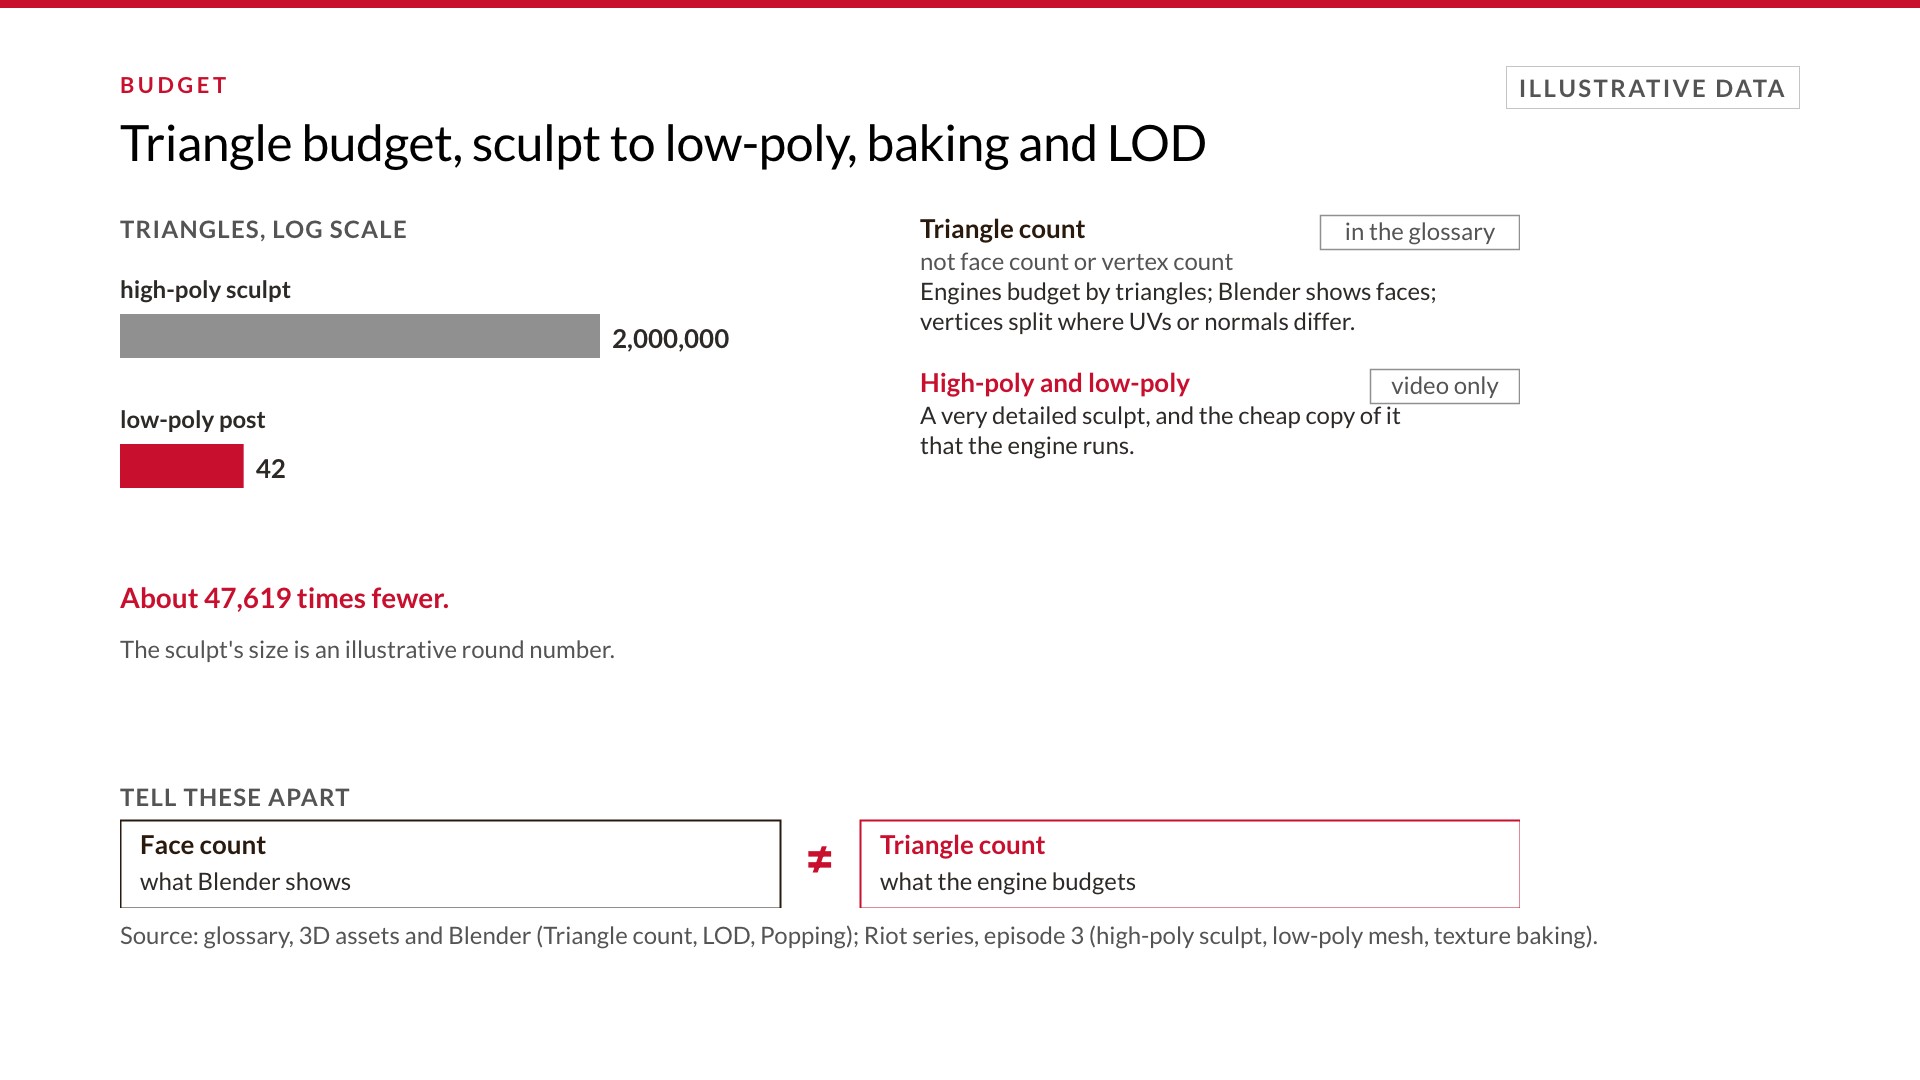 BUDGET
ILLUSTRATIVE DATA
Triangle budget, sculpt to low-poly, baking and LOD
TRIANGLES, LOG SCALE
high-poly sculpt
2,000,000
low-poly post
42
About 47,619 times fewer.
The sculpt's size is an illustrative round number.
Triangle count
in the glossary
not face count or vertex count
Engines budget by triangles; Blender shows faces;
vertices split where UVs or normals differ.
High-poly and low-poly
video only
A very detailed sculpt, and the cheap copy of it
that the engine runs.
TELL THESE APART
Face count
what Blender shows
≠
Triangle count
what the engine budgets
Source: glossary, 3D assets and Blender (Triangle count, LOD, Popping); Riot series, episode 3 (high-poly sculpt, low-poly mesh, texture baking).